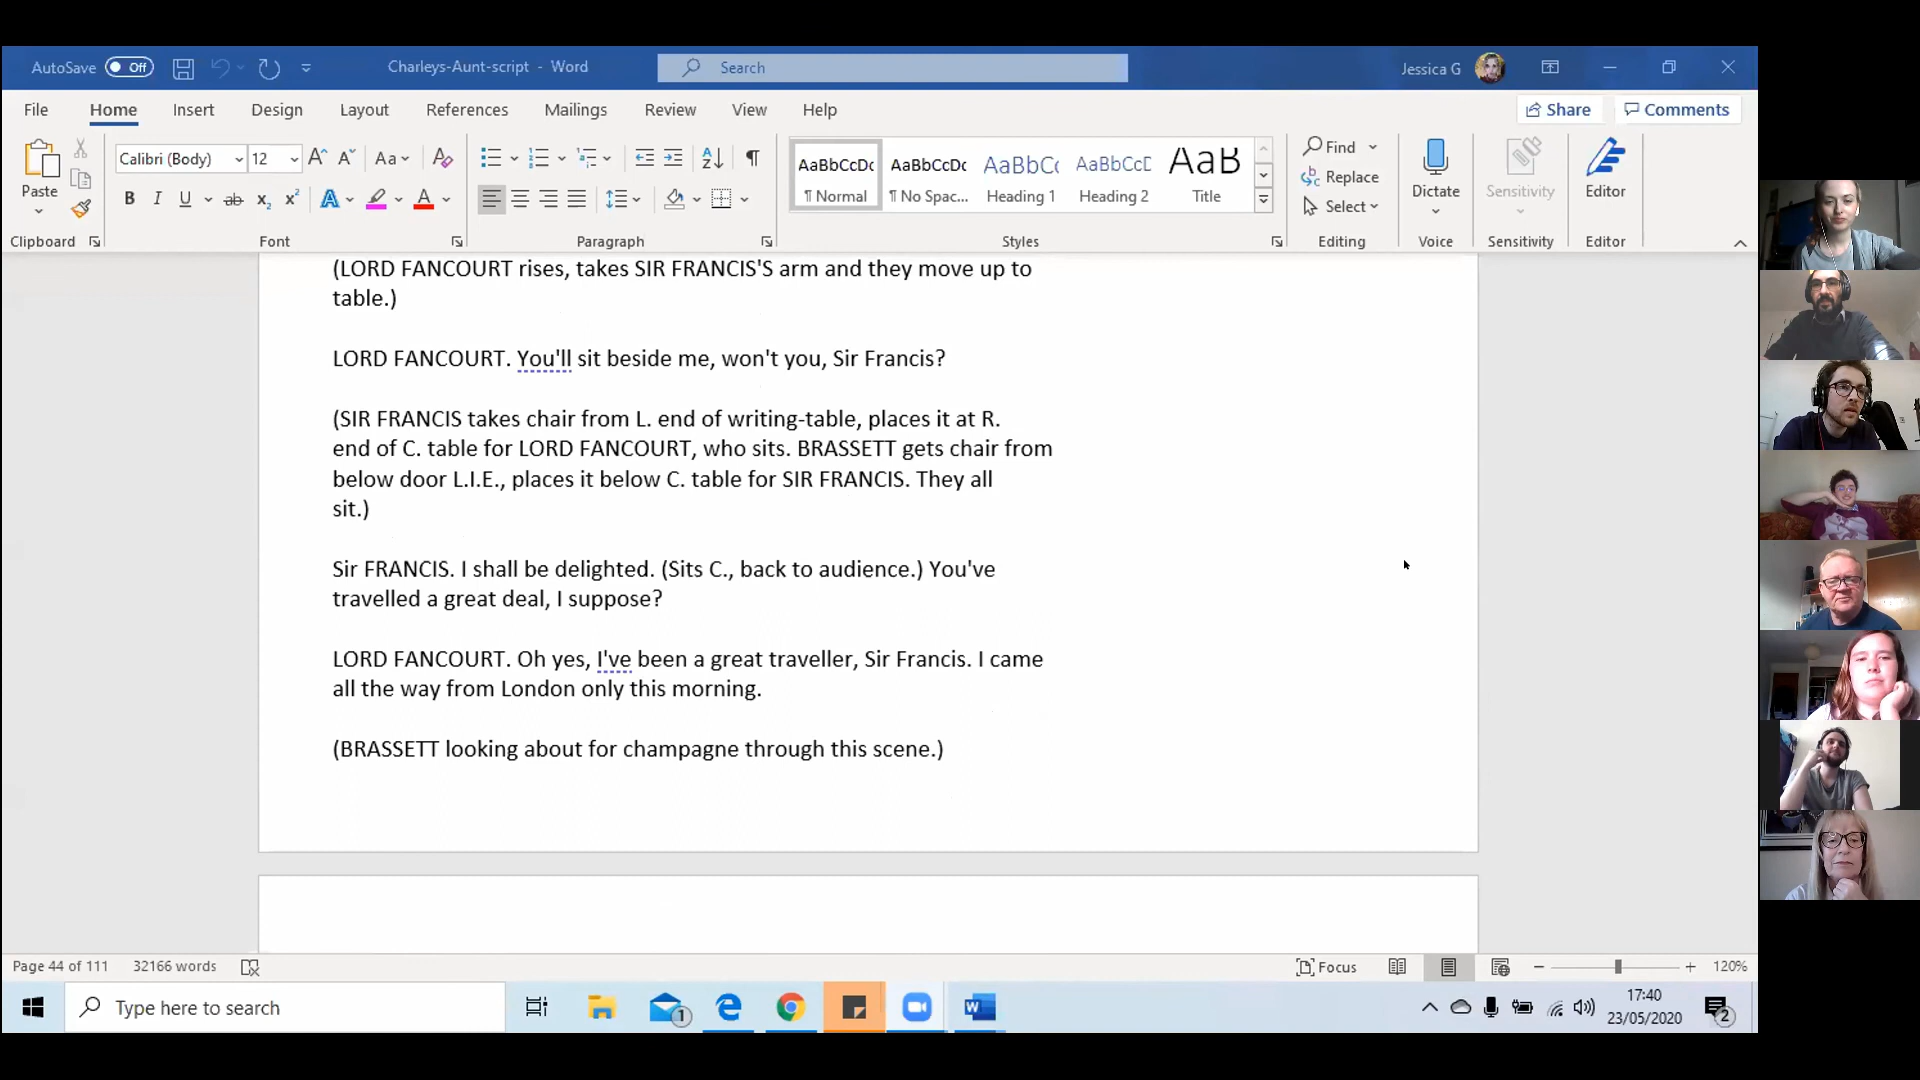 AutoSave Off Charleys-Aunt-script - Word Search Jessica G
File Home Insert Design Layout References Mailings Review View Help Share Comments
Paste Calibri (Body) 12 Aa AaBbCcDc AaBbCcDc AaBbCc AaBbCcD AaB Find Replace Select Dictate Sensitivity Editor
¶ Normal ¶ No Spac... Heading 1 Heading 2 Title
Clipboard Font Paragraph Styles Editing Voice Sensitivity Editor
(LORD FANCOURT rises, takes SIR FRANCIS'S arm and they move up to
table.)
LORD FANCOURT. You'll sit beside me, won't you, Sir Francis?
(SIR FRANCIS takes chair from L. end of writing-table, places it at R.
end of C. table for LORD FANCOURT, who sits. BRASSETT gets chair from
below door L.I.E., places it below C. table for SIR FRANCIS. They all
sit.)
Sir FRANCIS. I shall be delighted. (Sits C., back to audience.) You've
travelled a great deal, I suppose?
LORD FANCOURT. Oh yes, I've been a great traveller, Sir Francis. I came
all the way from London only this morning.
(BRASSETT looking about for champagne through this scene.)
Page 44 of 111 32166 words Focus 120%
Type here to search 1 17:40
23/05/2020 2